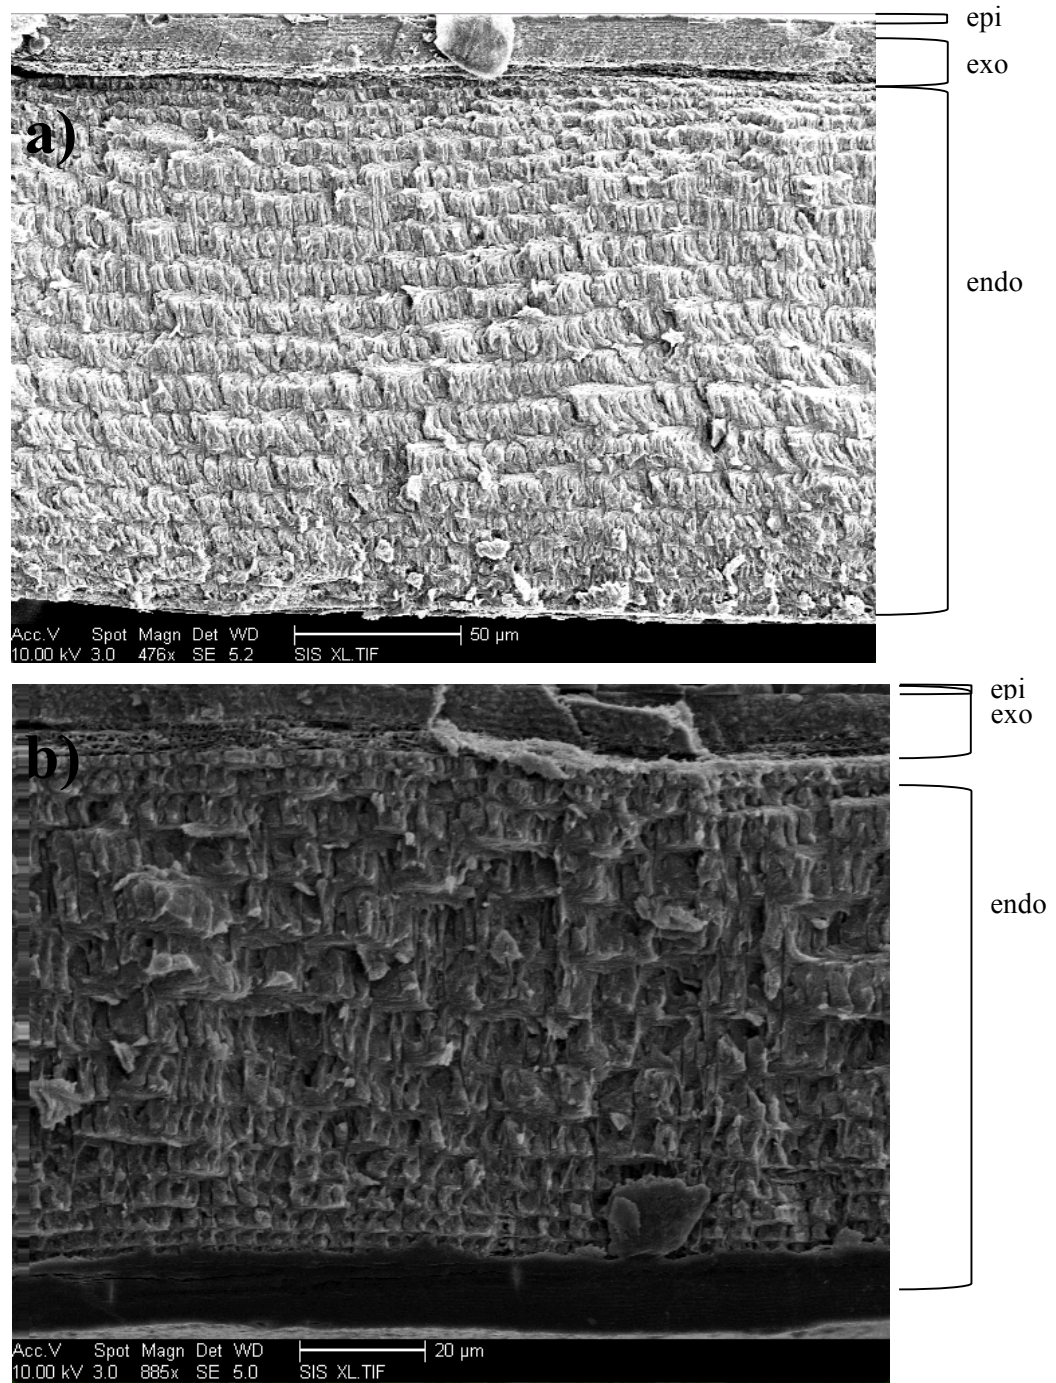 epi
exo
a)
endo
Acc.V Spot Magn Det WD 50 µm
10.00 kV 3.0 476x SE 5.2 SIS XL.TIF
epi
exo
b)
endo
Acc.V Spot Magn Det WD 20 µm
10.00 kV 3.0 885x SE 5.0 SIS XL.TIF